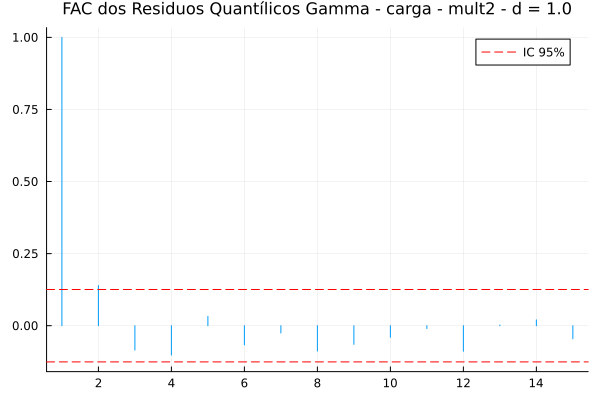 FAC dos Residuos Quantílicos Gamma - carga - mult2 - d = 1.0
IC 95%
1.00
0.75
0.50
0.25
0.00
2 4 6 8 10 12 14